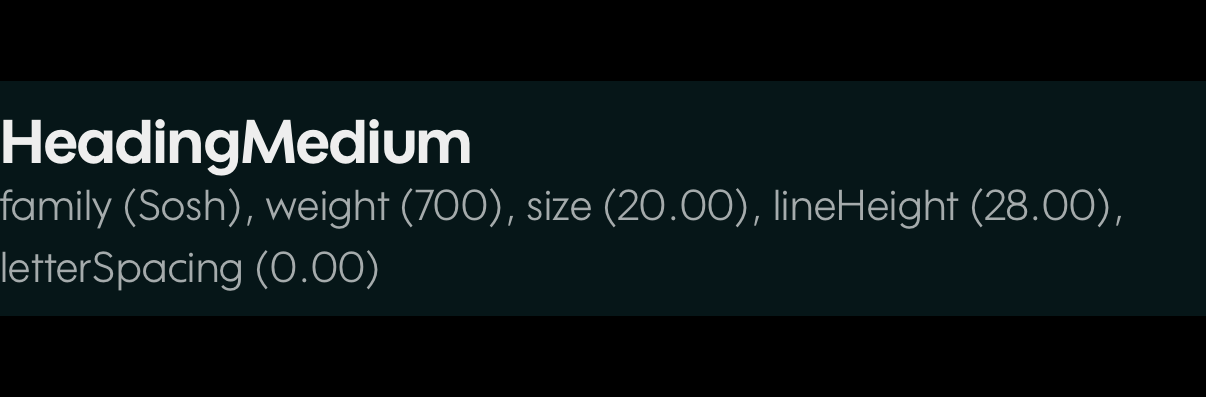 HeadingMedium
family (Sosh), weight (700), size (20.00), lineHeight (28.00),
letterSpacing (0.00)